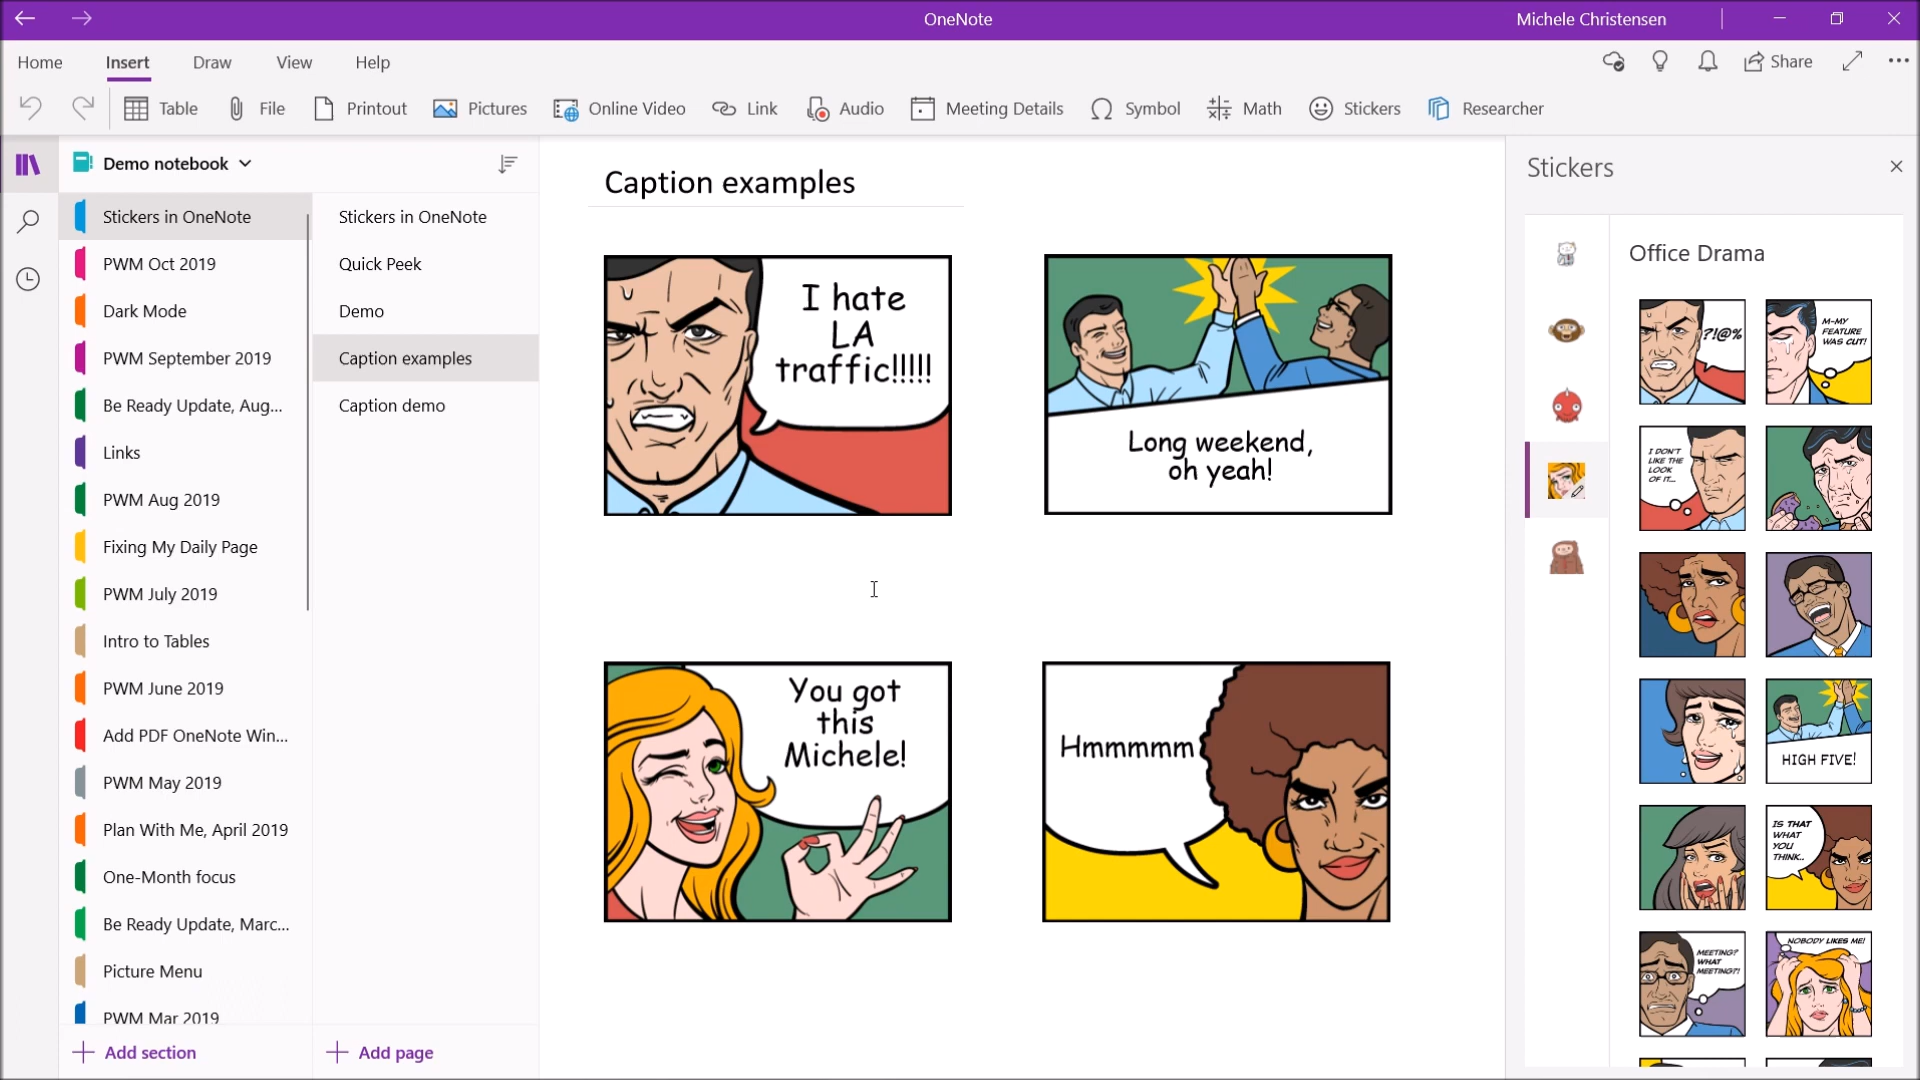 OneNote
Michele Christensen
Home
Insert
Draw
View
Help
Share
Table
File
Printout
Pictures
Online Video
Link
Audio
Meeting Details
Symbol
Math
Stickers
Researcher
Demo notebook
Stickers in OneNote
PWM Oct 2019
Dark Mode
PWM September 2019
Be Ready Update, Aug...
Links
PWM Aug 2019
Fixing My Daily Page
PWM July 2019
Intro to Tables
PWM June 2019
Add PDF OneNote Win...
PWM May 2019
Plan With Me, April 2019
One-Month focus
Be Ready Update, Marc...
Picture Menu
PWM Mar 2019
Add section
Stickers in OneNote
Quick Peek
Demo
Caption examples
Caption demo
Add page
Caption examples
I hate
LA
traffic!!!!!
Long weekend,
oh yeah!
You got
this
Michele!
Hmmmmm
Stickers
Office Drama
?!@%
M-MY
FEATURE
WAS CUT!
I DON'T
LIKE THE
LOOK
OF IT...
HIGH FIVE!
IS THAT
WHAT
YOU
THINK..
MEETING?
WHAT
MEETING?!
NOBODY LIKES ME!